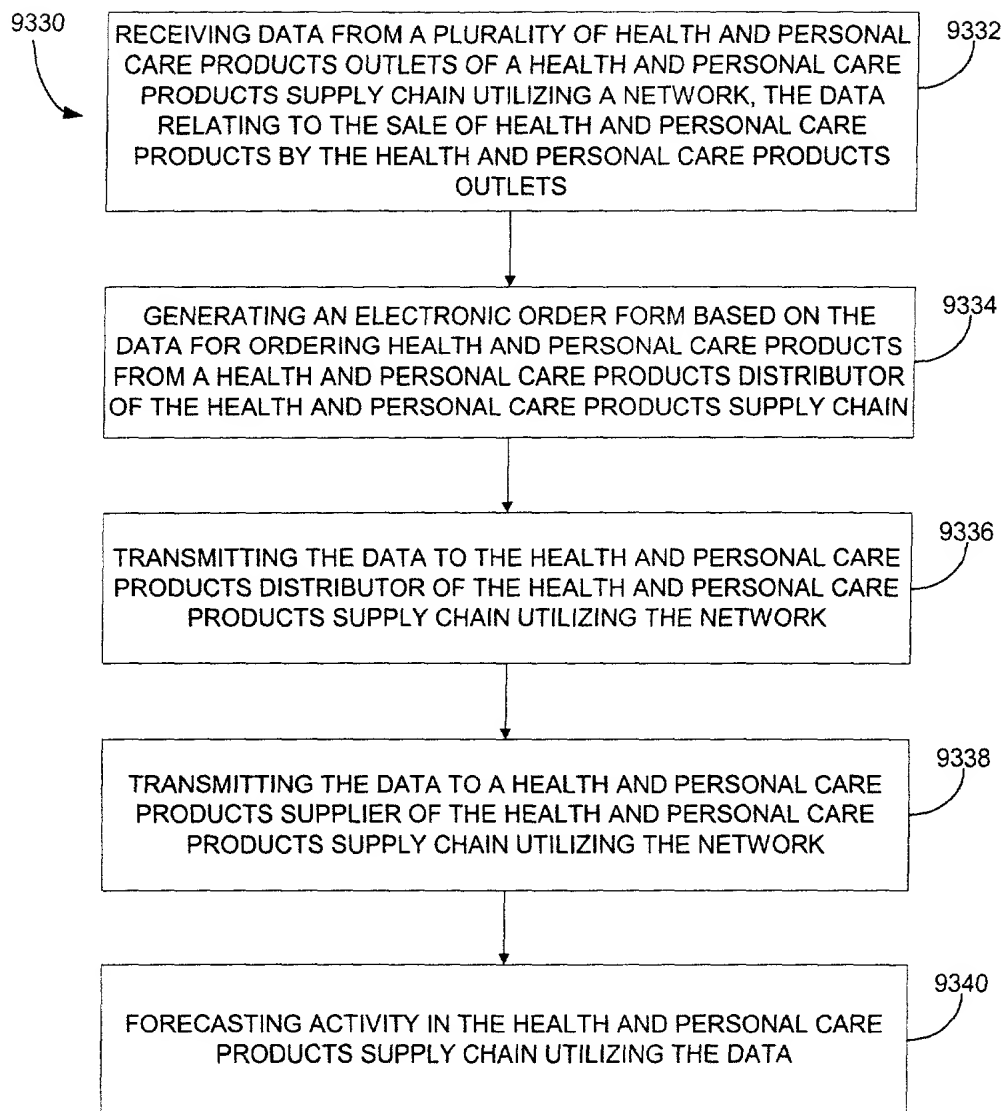 9330
RECEIVING DATA FROM A PLURALITY OF HEALTH AND PERSONAL
CARE PRODUCTS OUTLETS OF A HEALTH AND PERSONAL CARE
PRODUCTS SUPPLY CHAIN UTILIZING A NETWORK, THE DATA
RELATING TO THE SALE OF HEALTH AND PERSONAL CARE
PRODUCTS BY THE HEALTH AND PERSONAL CARE PRODUCTS
OUTLETS
9332
GENERATING AN ELECTRONIC ORDER FORM BASED ON THE
DATA FOR ORDERING HEALTH AND PERSONAL CARE PRODUCTS
FROM A HEALTH AND PERSONAL CARE PRODUCTS DISTRIBUTOR
OF THE HEALTH AND PERSONAL CARE PRODUCTS SUPPLY CHAIN
9334
TRANSMITTING THE DATA TO THE HEALTH AND PERSONAL CARE
PRODUCTS DISTRIBUTOR OF THE HEALTH AND PERSONAL CARE
PRODUCTS SUPPLY CHAIN UTILIZING THE NETWORK
9336
TRANSMITTING THE DATA TO A HEALTH AND PERSONAL CARE
PRODUCTS SUPPLIER OF THE HEALTH AND PERSONAL CARE
PRODUCTS SUPPLY CHAIN UTILIZING THE NETWORK
9338
FORECASTING ACTIVITY IN THE HEALTH AND PERSONAL CARE
PRODUCTS SUPPLY CHAIN UTILIZING THE DATA
9340